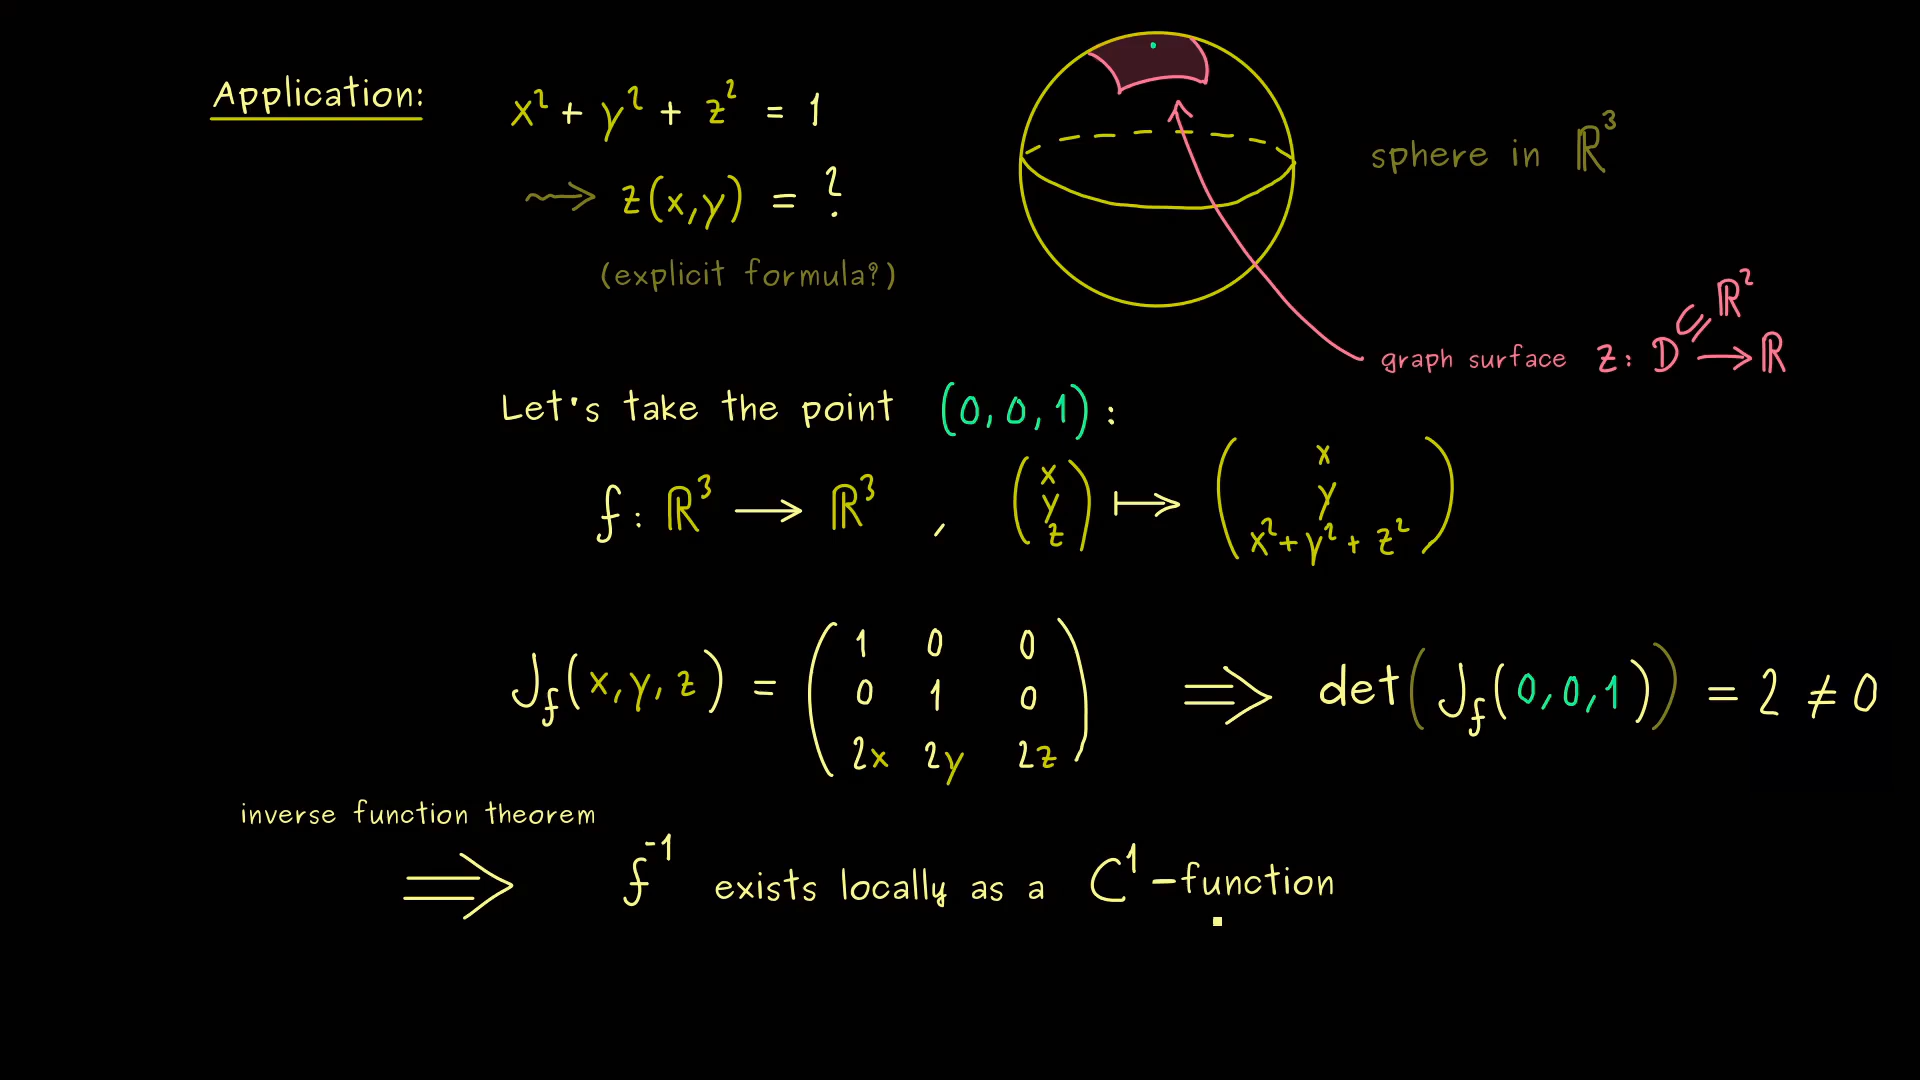 Application: x² + y² + z² = 1
sphere in ℝ³
⇝ z(x,y) = ?
(explicit formula?)
graph surface z: D ⊆ ℝ² → ℝ
Let's take the point (0,0,1):
f: ℝ³ → ℝ³ , (x y z) ↦ (x y x²+y²+z²)
J_f(x,y,z) = (1 0 0
0 1 0
2x 2y 2z) ⟹ det(J_f(0,0,1)) = 2 ≠ 0
inverse function theorem
⟹ f⁻¹ exists locally as a C¹-function